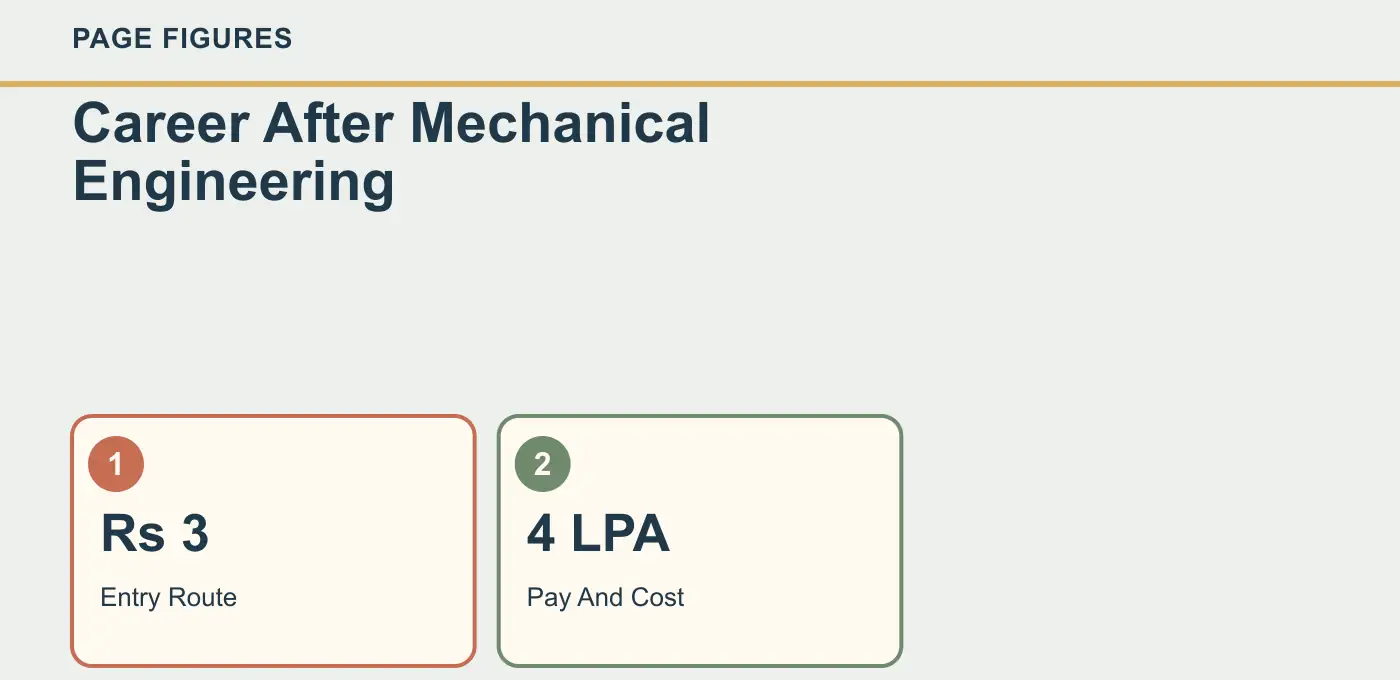 PAGE FIGURES
Career After Mechanical
Engineering
1
Rs 3
Entry Route
2
4 LPA
Pay And Cost